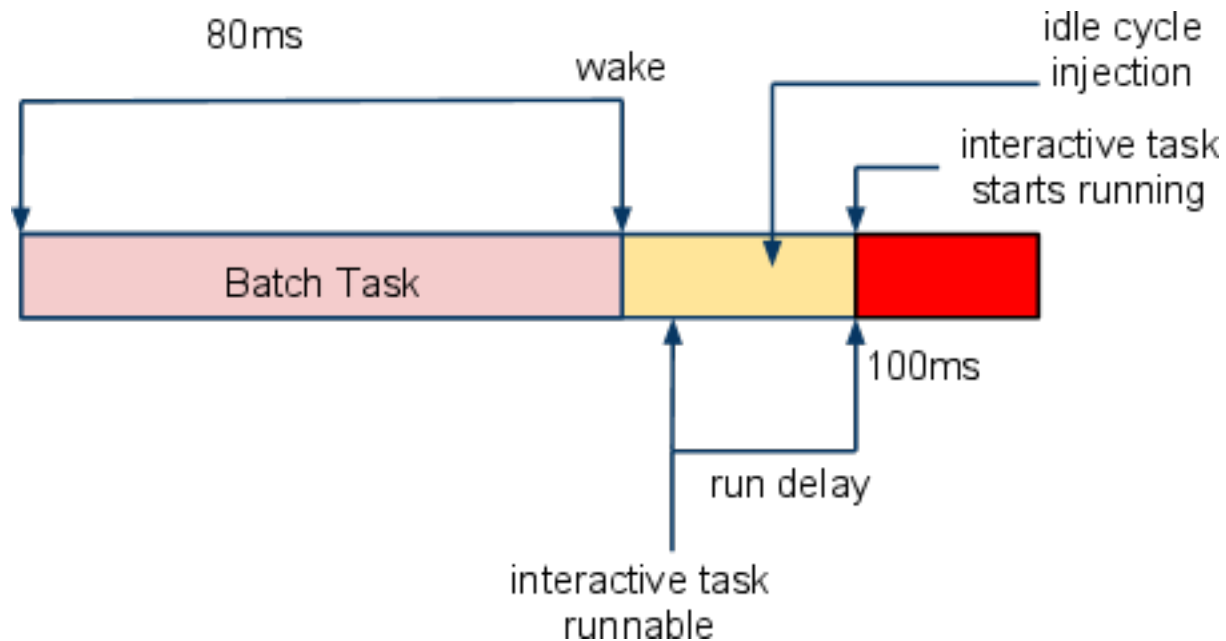 80ms
wake
idle cycle
injection
interactive task
starts running
Batch Task
100ms
run delay
interactive task
runnable